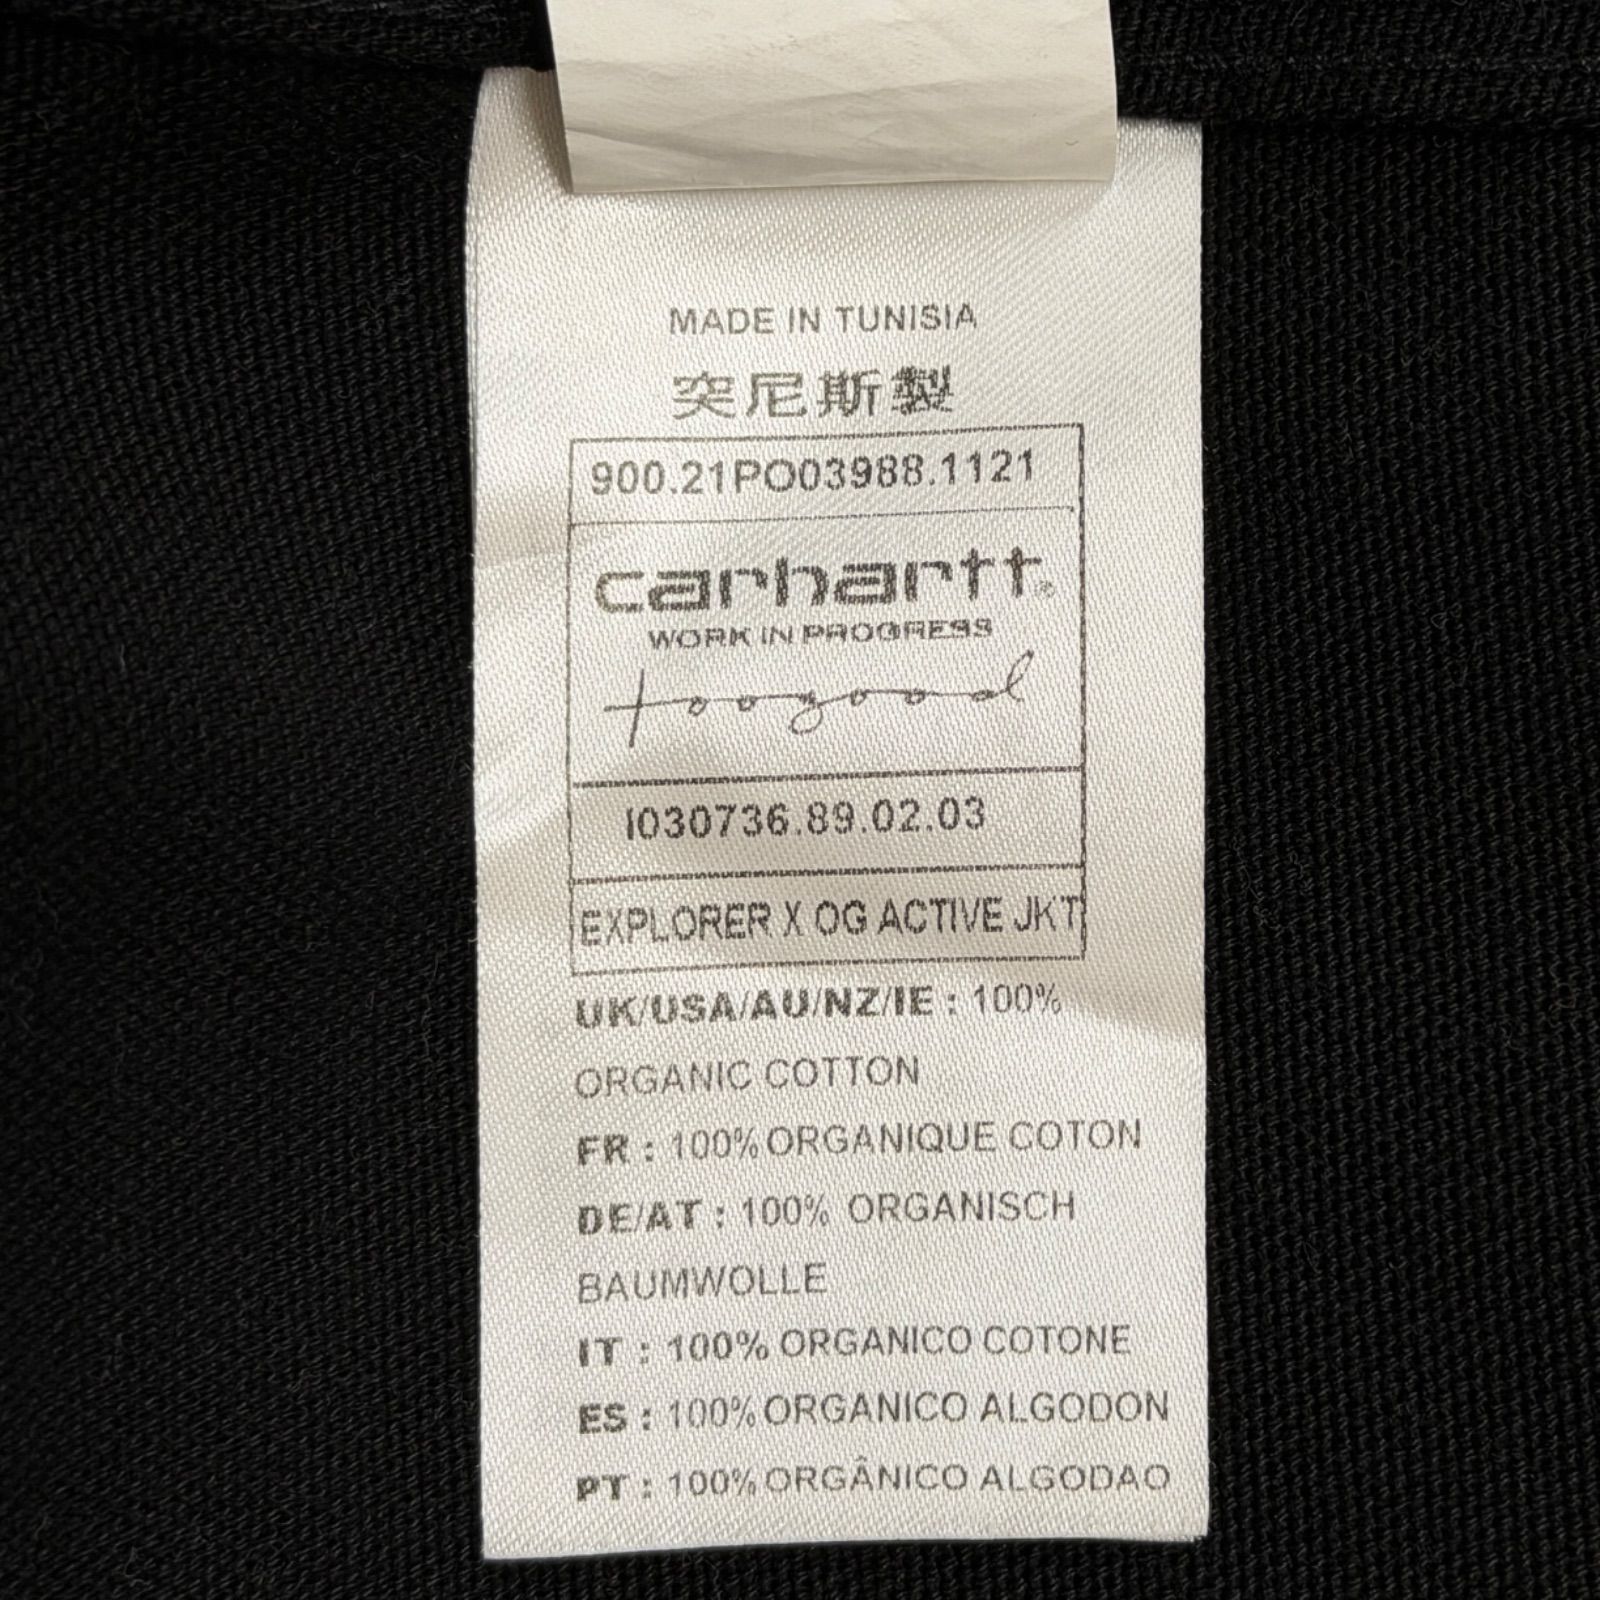 MADE IN TUNISIA
突尼斯製
900.21PO03988.1121
carhartt®
WORK IN PROGRESS
toogood
I030736.89.02.03
EXPLORER X OG ACTIVE JKT
UK/USA/AU/NZ/IE : 100%
ORGANIC COTTON
FR : 100% ORGANIQUE COTON
DE/AT : 100% ORGANISCH
BAUMWOLLE
IT : 100% ORGANICO COTONE
ES : 100% ORGANICO ALGODON
PT : 100% ORGÂNICO ALGODAO